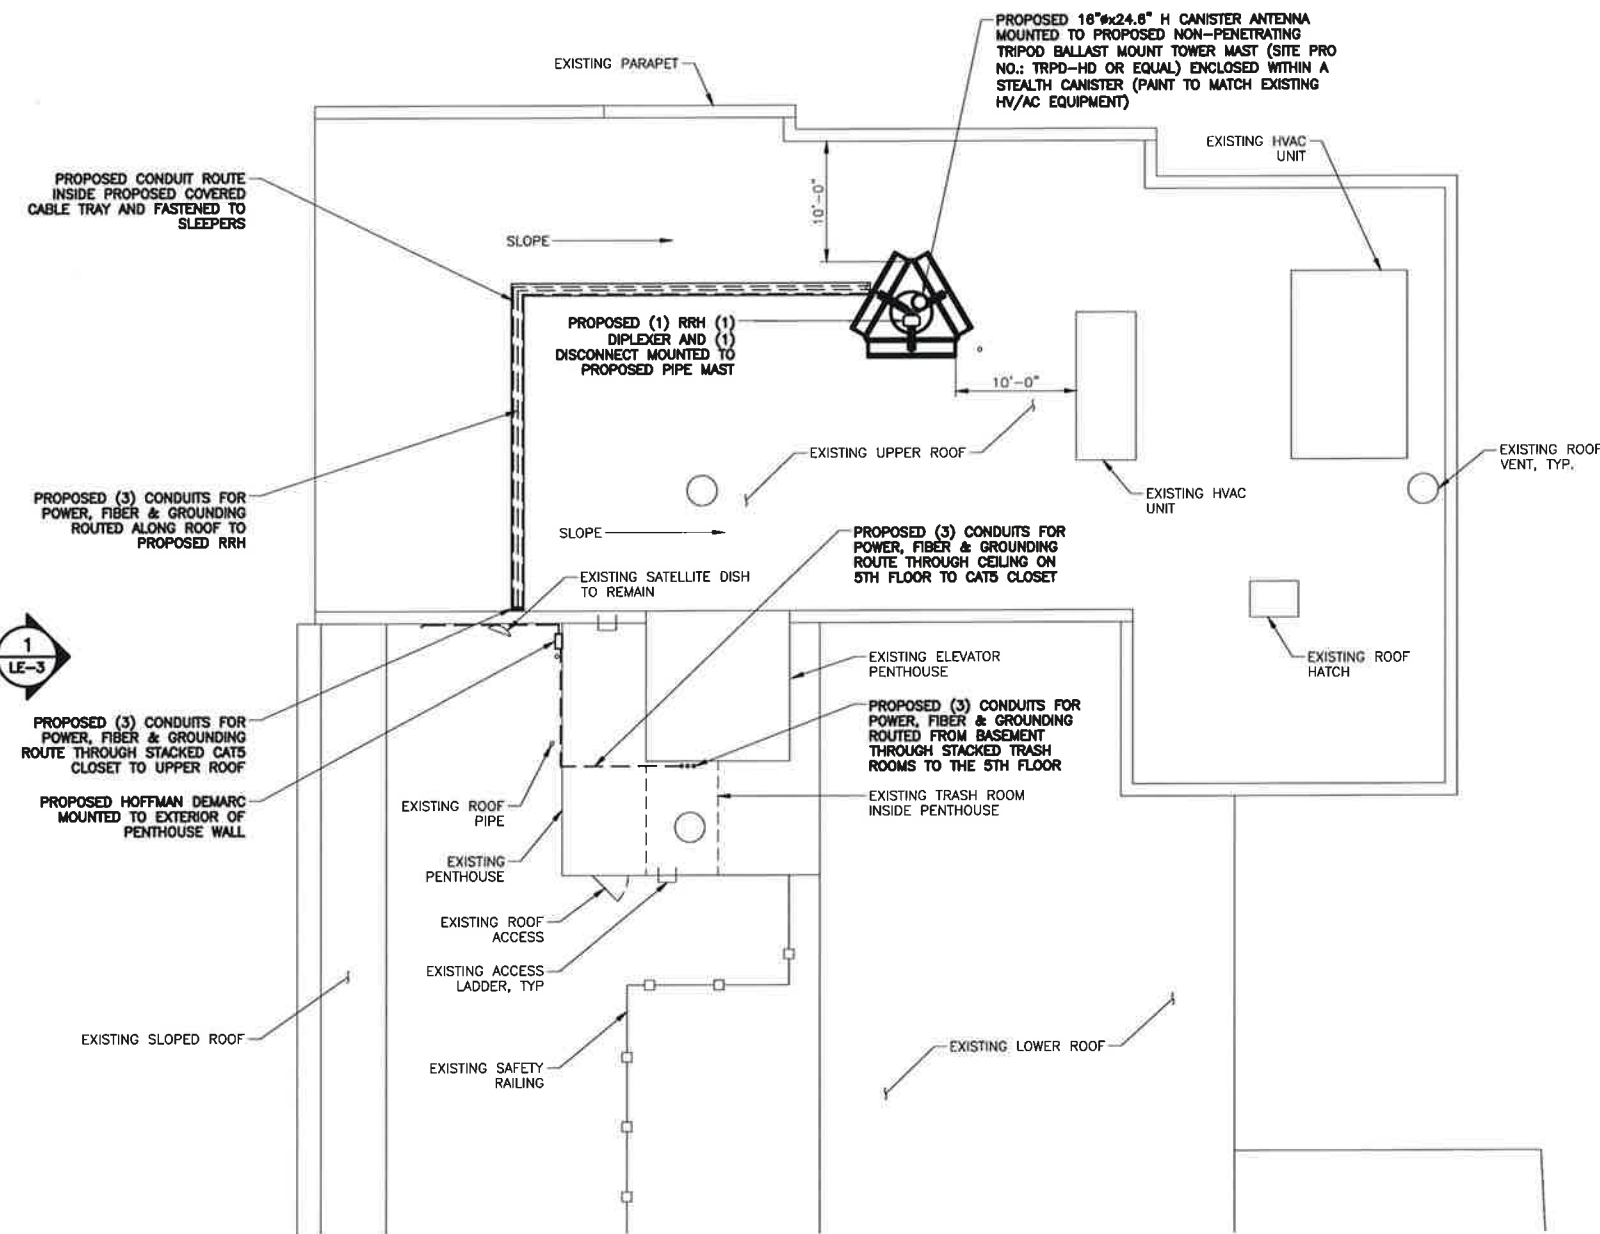 PROPOSED 16"øx24.6" H CANISTER ANTENNA
MOUNTED TO PROPOSED NON-PENETRATING
TRIPOD BALLAST MOUNT TOWER MAST (SITE PRO
NO.: TRPD-HD OR EQUAL) ENCLOSED WITHIN A
STEALTH CANISTER (PAINT TO MATCH EXISTING
HV/AC EQUIPMENT)
EXISTING PARAPET
EXISTING HVAC
UNIT
PROPOSED CONDUIT ROUTE
INSIDE PROPOSED COVERED
CABLE TRAY AND FASTENED TO
SLEEPERS
10'-0"
SLOPE
PROPOSED (1) RRH (1)
DIPLEXER AND (1)
DISCONNECT MOUNTED TO
PROPOSED PIPE MAST
10'-0"
EXISTING UPPER ROOF
EXISTING ROOF
VENT, TYP.
PROPOSED (3) CONDUITS FOR
POWER, FIBER & GROUNDING
ROUTED ALONG ROOF TO
PROPOSED RRH
EXISTING HVAC
UNIT
SLOPE
PROPOSED (3) CONDUITS FOR
POWER, FIBER & GROUNDING
ROUTE THROUGH CEILING ON
5TH FLOOR TO CAT5 CLOSET
EXISTING SATELLITE DISH
TO REMAIN
1
LE-3
EXISTING ELEVATOR
PENTHOUSE
EXISTING ROOF
HATCH
PROPOSED (3) CONDUITS FOR
POWER, FIBER & GROUNDING
ROUTE THROUGH STACKED CAT5
CLOSET TO UPPER ROOF
PROPOSED (3) CONDUITS FOR
POWER, FIBER & GROUNDING
ROUTED FROM BASEMENT
THROUGH STACKED TRASH
ROOMS TO THE 5TH FLOOR
PROPOSED HOFFMAN DEMARC
MOUNTED TO EXTERIOR OF
PENTHOUSE WALL
EXISTING ROOF
PIPE
EXISTING TRASH ROOM
INSIDE PENTHOUSE
EXISTING
PENTHOUSE
EXISTING ROOF
ACCESS
EXISTING ACCESS
LADDER, TYP
EXISTING SLOPED ROOF
EXISTING SAFETY
RAILING
EXISTING LOWER ROOF